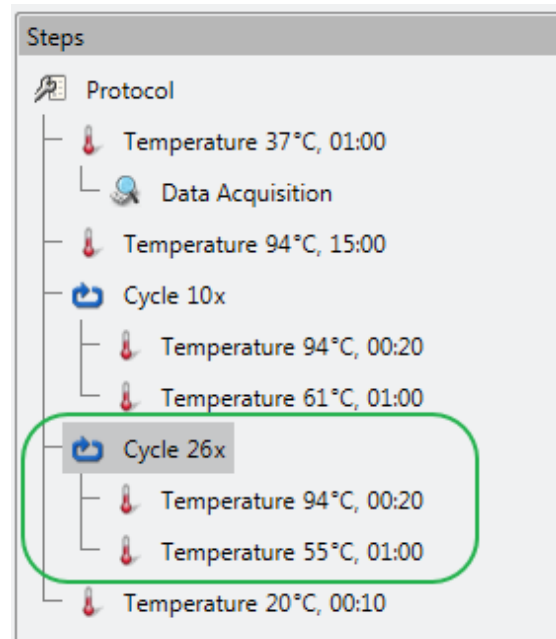 Steps
Protocol
Temperature 37°C, 01:00
Data Acquisition
Temperature 94°C, 15:00
Cycle 10x
Temperature 94°C, 00:20
Temperature 61°C, 01:00
Cycle 26x
Temperature 94°C, 00:20
Temperature 55°C, 01:00
Temperature 20°C, 00:10